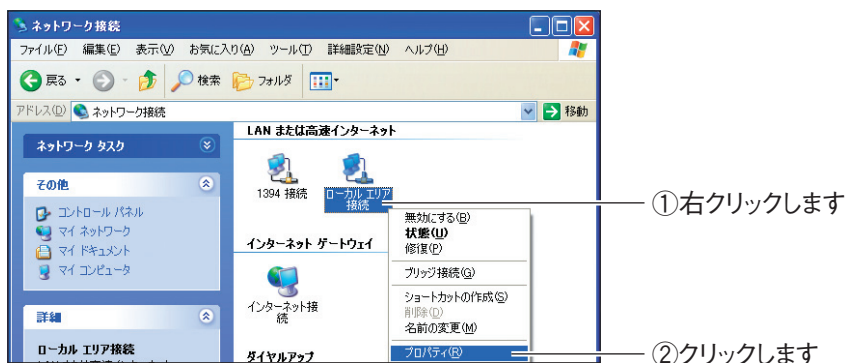 ネットワーク接続
ファイル(F) 編集(E) 表示(V) お気に入り(A) ツール(T) 詳細設定(N) ヘルプ(H)
戻る 検索 フォルダ
アドレス(D) ネットワーク接続 移動
ネットワーク タスク
その他
コントロール パネル
マイ ネットワーク
マイ ドキュメント
マイ コンピュータ
詳細
ローカル エリア接続
LAN または高速インターネット
1394 接続
ローカル エリア
接続
①右クリックします
無効にする(B)
状態(U)
修復(P)
ブリッジ接続(G)
ショートカットの作成(S)
削除(D)
名前の変更(M)
プロパティ(R)
②クリックします
インターネット ゲートウェイ
インターネット接
続
ダイヤルアップ